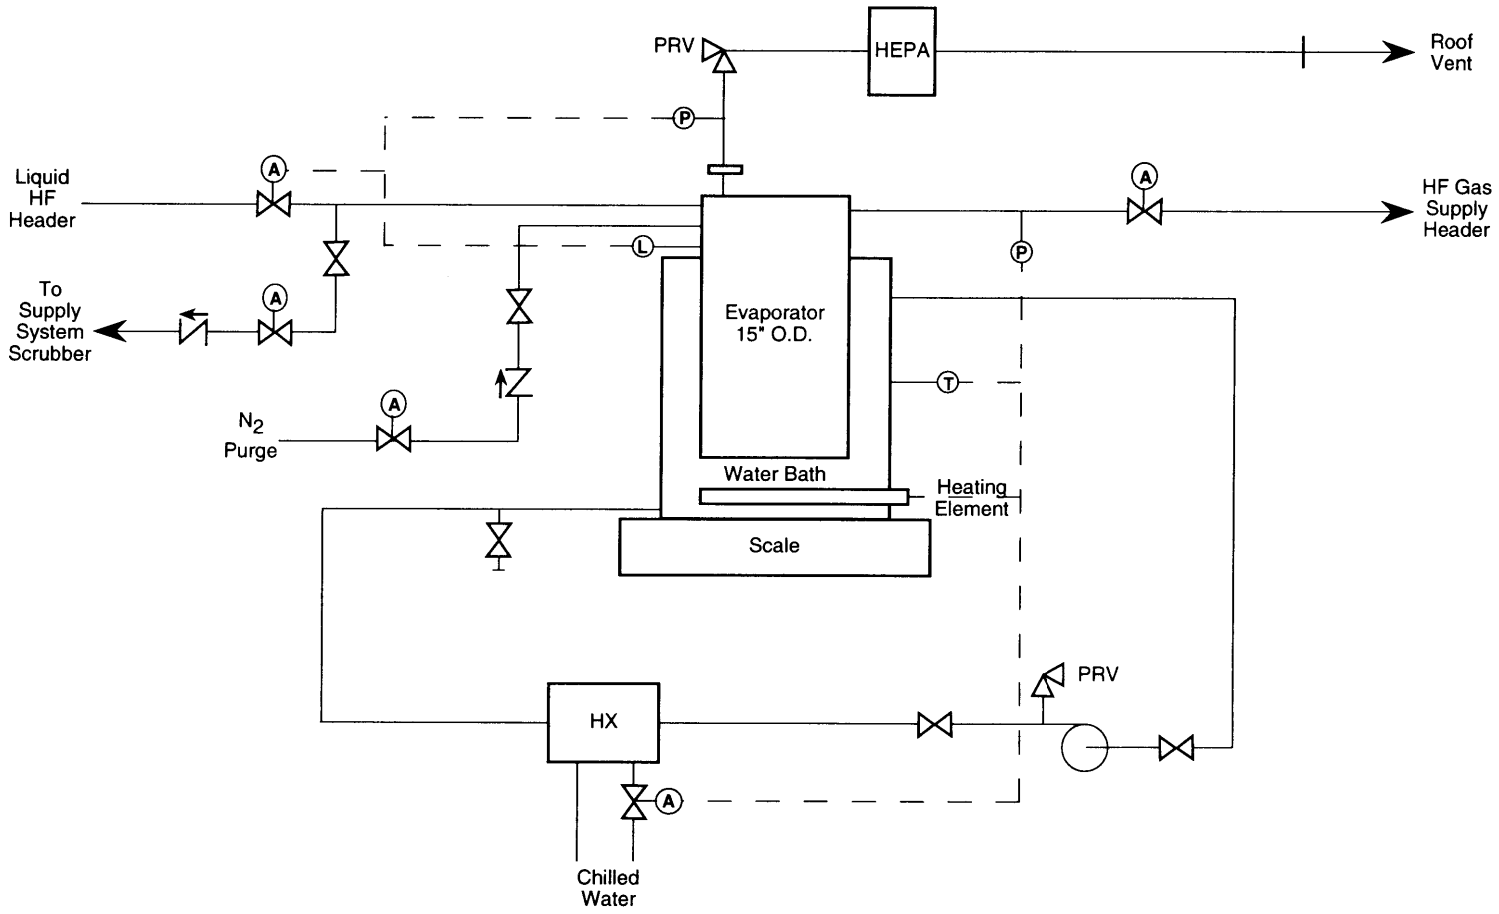 PRV
HEPA
Roof
Vent
P
A
Liquid
HF
Header
A
HF Gas
Supply
Header
L
P
To
Supply
System
Scrubber
A
Evaporator
15" O.D.
T
A
N2
Purge
Water Bath
Heating
Element
Scale
PRV
HX
A
Chilled
Water